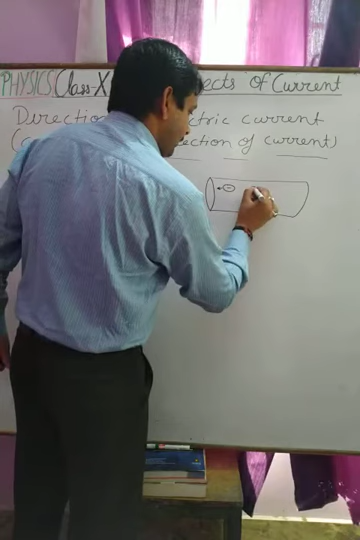 PHYSICS Class-X ects of Current
Direction ctric current
(c ection of current)